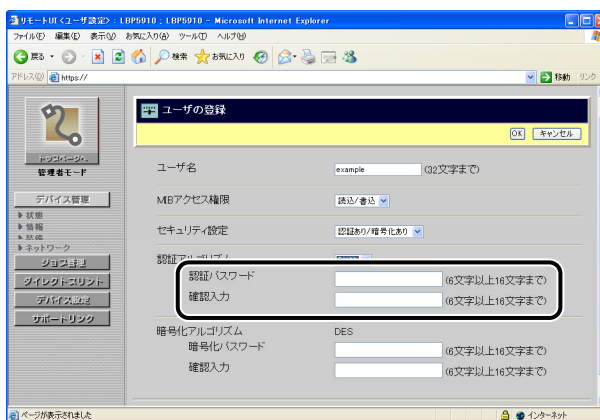 リモートUI <ユーザ設定> : LBP5910 ; LBP5910 - Microsoft Internet Explorer
ファイル(F) 編集(E) 表示(V) お気に入り(A) ツール(T) ヘルプ(H)
戻る 検索 お気に入り
アドレス(D) https:// 移動 リンク
トップページへ
管理者モード
デバイス管理
状態
情報
ネットワーク
ジョブ管理
ダイレクトプリント
デバイス設定
サポートリンク
ユーザの登録
OK キャンセル
ユーザ名 example (32文字まで)
MIBアクセス権限 読込/書込
セキュリティ設定 認証あり/暗号化あり
認証アルゴリズム
認証パスワード (6文字以上16文字まで)
確認入力 (6文字以上16文字まで)
暗号化アルゴリズム DES
暗号化パスワード (6文字以上16文字まで)
確認入力 (6文字以上16文字まで)
ページが表示されました インターネット